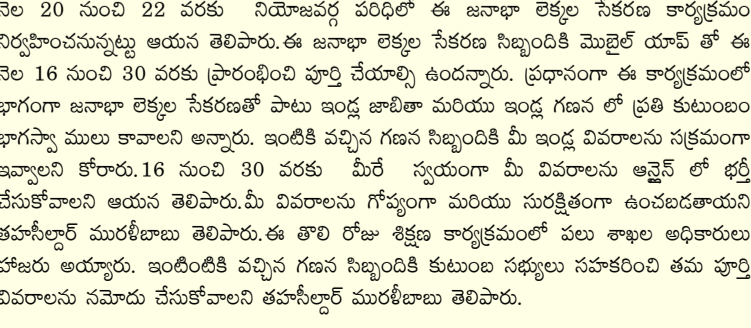 నెల 20 నుంచి 22 వరకు నియోజవర్గ పరిధిలో ఈ జనాభా లెక్కల సేకరణ కార్యక్రమం
నిర్వహించనున్నట్టు ఆయన తెలిపారు.ఈ జనాభా లెక్కల సేకరణ సిబ్బందికి మొబైల్ యాప్ తో ఈ
నెల 16 నుంచి 30 వరకు ప్రారంభించి పూర్తి చేయాల్సి ఉందన్నారు. ప్రధానంగా ఈ కార్యక్రమంలో
భాగంగా జనాభా లెక్కల సేకరణతో పాటు ఇండ్ల జాబితా మరియు ఇండ్ల గణన లో ప్రతి కుటుంబం
భాగస్వా ములు కావాలని అన్నారు. ఇంటికి వచ్చిన గణన సిబ్బందికి మీ ఇండ్ల వివరాలను సక్రమంగా
ఇవ్వాలని కోరారు.16 నుంచి 30 వరకు మీరే స్వయంగా మీ వివరాలను ఆన్లైన్ లో భర్తీ
చేసుకోవాలని ఆయన తెలిపారు.మీ వివరాలను గోప్యంగా మరియు సురక్షితంగా ఉంచబడతాయని
తహసీల్దార్ మురళీబాబు తెలిపారు.ఈ తొలి రోజు శిక్షణ కార్యక్రమంలో పలు శాఖల అధికారులు
హాజరు అయ్యారు. ఇంటింటికి వచ్చిన గణన సిబ్బందికి కుటుంబ సభ్యులు సహకరించి తమ పూర్తి
వివరాలను నమోదు చేసుకోవాలని తహసీల్దార్ మురళీబాబు తెలిపారు.